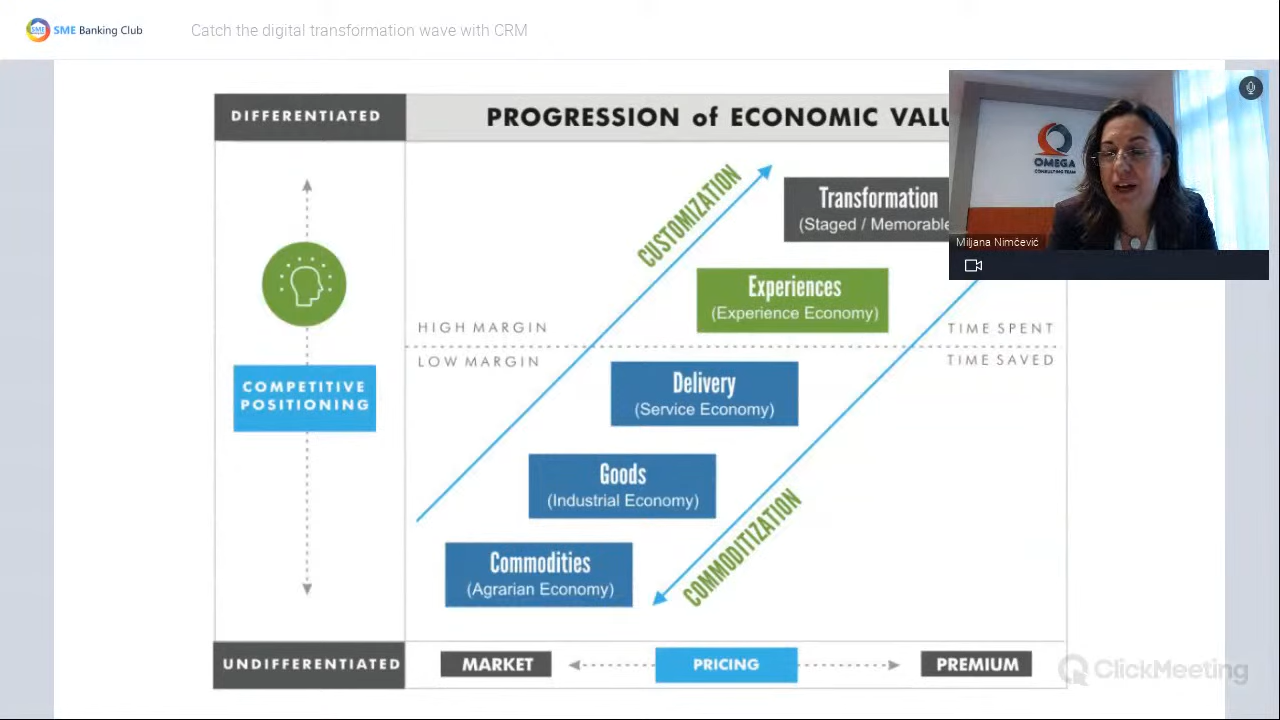 SME Banking Club
Catch the digital transformation wave with CRM
DIFFERENTIATED
PROGRESSION of ECONOMIC VALU
OMEGA
CONSULTING TEAM
Miljana Nimčević
CUSTOMIZATION
Transformation
(Staged / Memorable
Experiences
(Experience Economy)
HIGH MARGIN
TIME SPENT
LOW MARGIN
TIME SAVED
COMPETITIVE
POSITIONING
Delivery
(Service Economy)
Goods
(Industrial Economy)
COMMODITIZATION
Commodities
(Agrarian Economy)
UNDIFFERENTIATED
MARKET
PRICING
PREMIUM
ClickMeeting